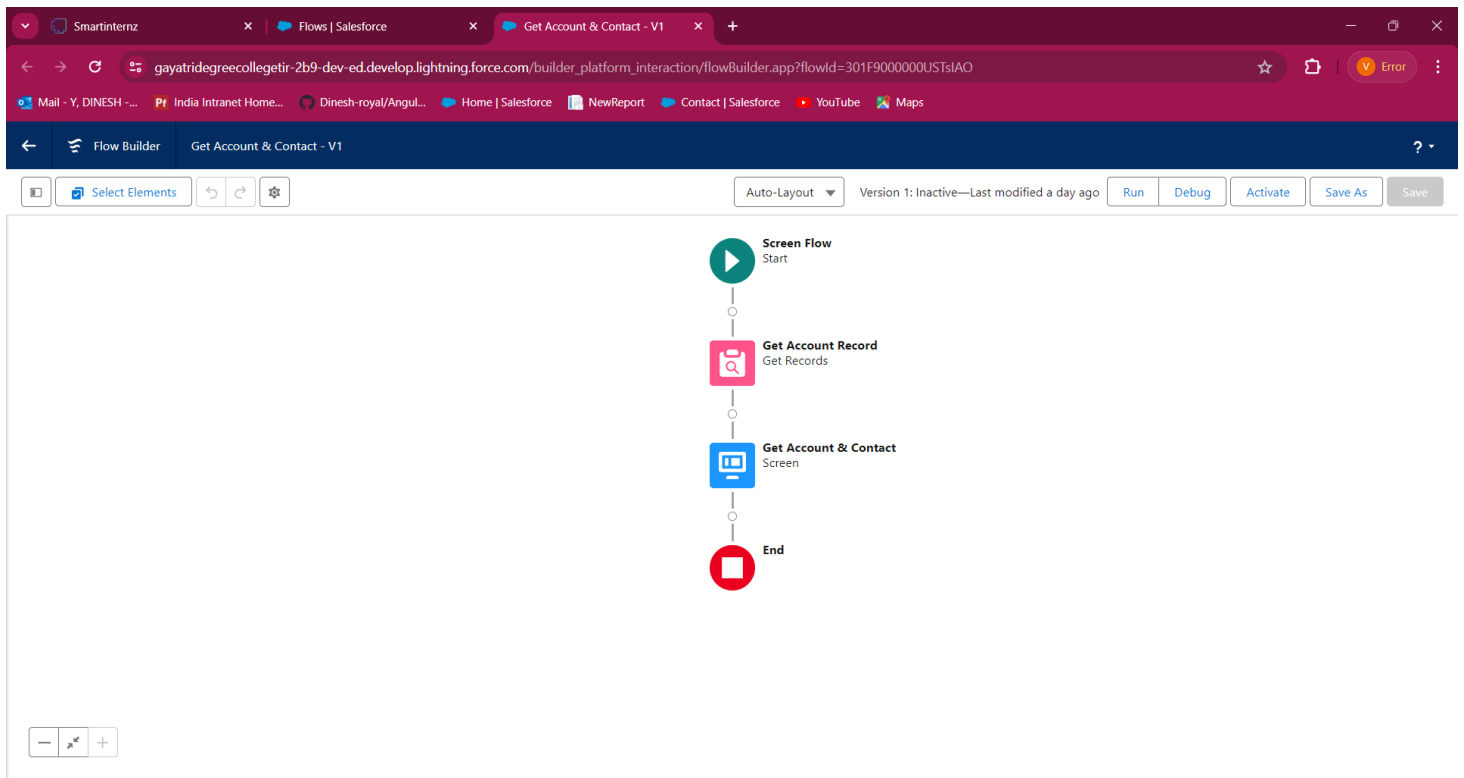 Smartinternz
Flows | Salesforce
Get Account & Contact - V1
gayatridegreecollegetir-2b9-dev-ed.develop.lightning.force.com/builder_platform_interaction/flowBuilder.app?flowId=301F9000000USTsIAO
V Error
Mail - Y, DINESH -... Pf India Intranet Home... Dinesh-royal/Angul... Home | Salesforce NewReport Contact | Salesforce YouTube Maps
Flow Builder Get Account & Contact - V1 ?
Select Elements Auto-Layout Version 1: Inactive—Last modified a day ago Run Debug Activate Save As Save
Screen Flow
Start
Get Account Record
Get Records
Get Account & Contact
Screen
End